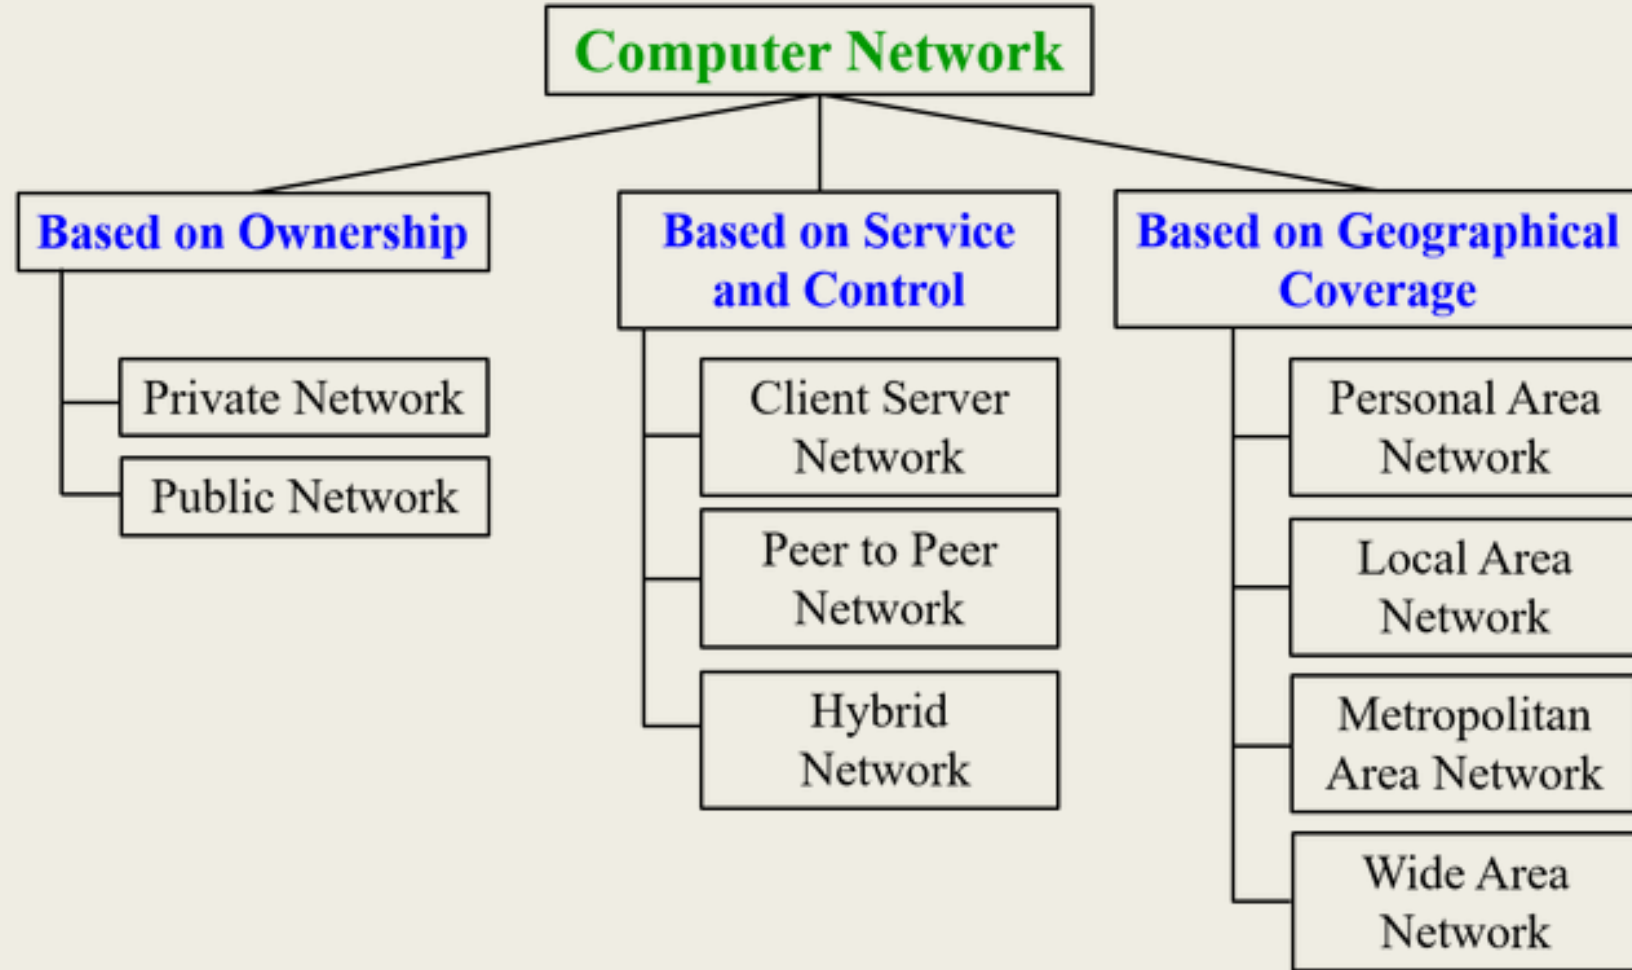 Computer Network
Based on Ownership
Private Network
Public Network
Based on Service
and Control
Client Server
Network
Peer to Peer
Network
Hybrid
Network
Based on Geographical
Coverage
Personal Area
Network
Local Area
Network
Metropolitan
Area Network
Wide Area
Network